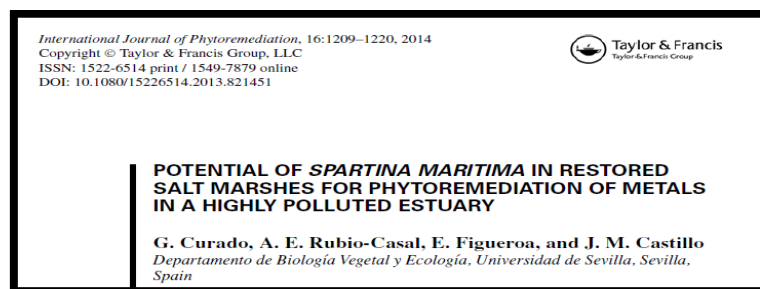 International Journal of Phytoremediation, 16:1209–1220, 2014
Copyright © Taylor & Francis Group, LLC
ISSN: 1522-6514 print / 1549-7879 online
DOI: 10.1080/15226514.2013.821451
Taylor & Francis
Taylor & Francis Group
POTENTIAL OF SPARTINA MARITIMA IN RESTORED
SALT MARSHES FOR PHYTOREMEDIATION OF METALS
IN A HIGHLY POLLUTED ESTUARY
G. Curado, A. E. Rubio-Casal, E. Figueroa, and J. M. Castillo
Departamento de Biología Vegetal y Ecología, Universidad de Sevilla, Sevilla,
Spain